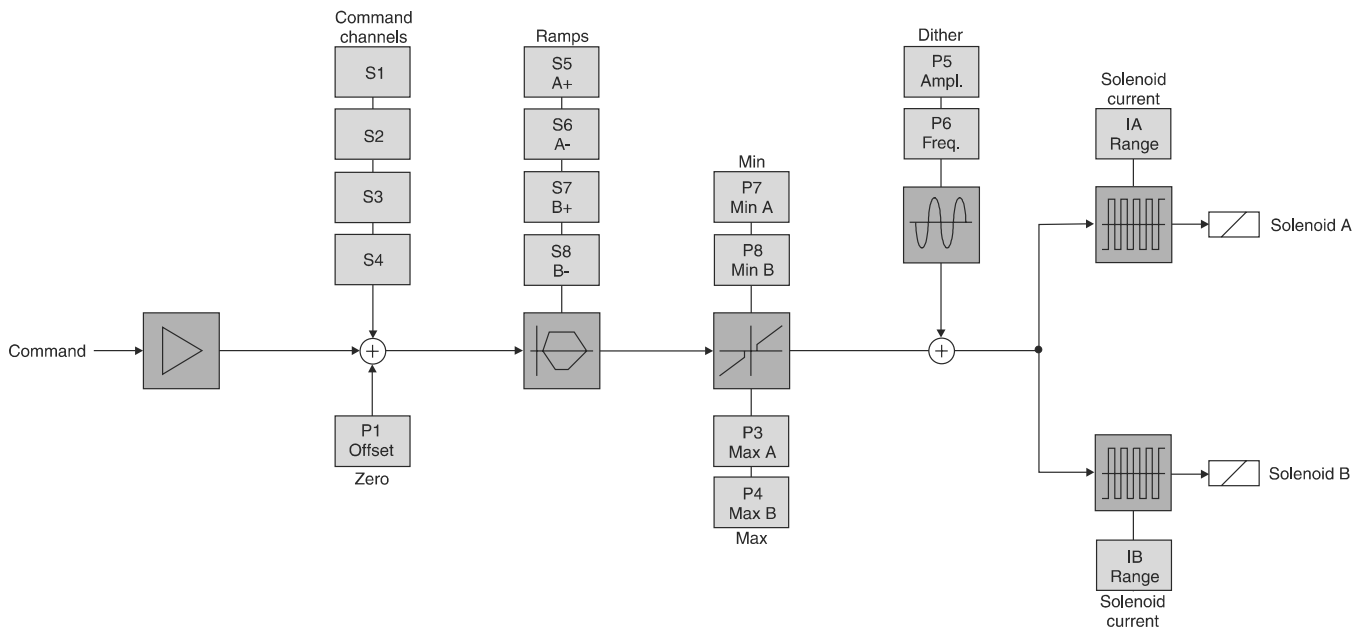 Command
channels
S1
S2
S3
S4
Ramps
S5
A+
S6
A-
S7
B+
S8
B-
Min
P7
Min A
P8
Min B
Dither
P5
Ampl.
P6
Freq.
Solenoid
current
IA
Range
Solenoid A
Command
P1
Offset
Zero
P3
Max A
P4
Max B
Max
Solenoid B
IB
Range
Solenoid
current